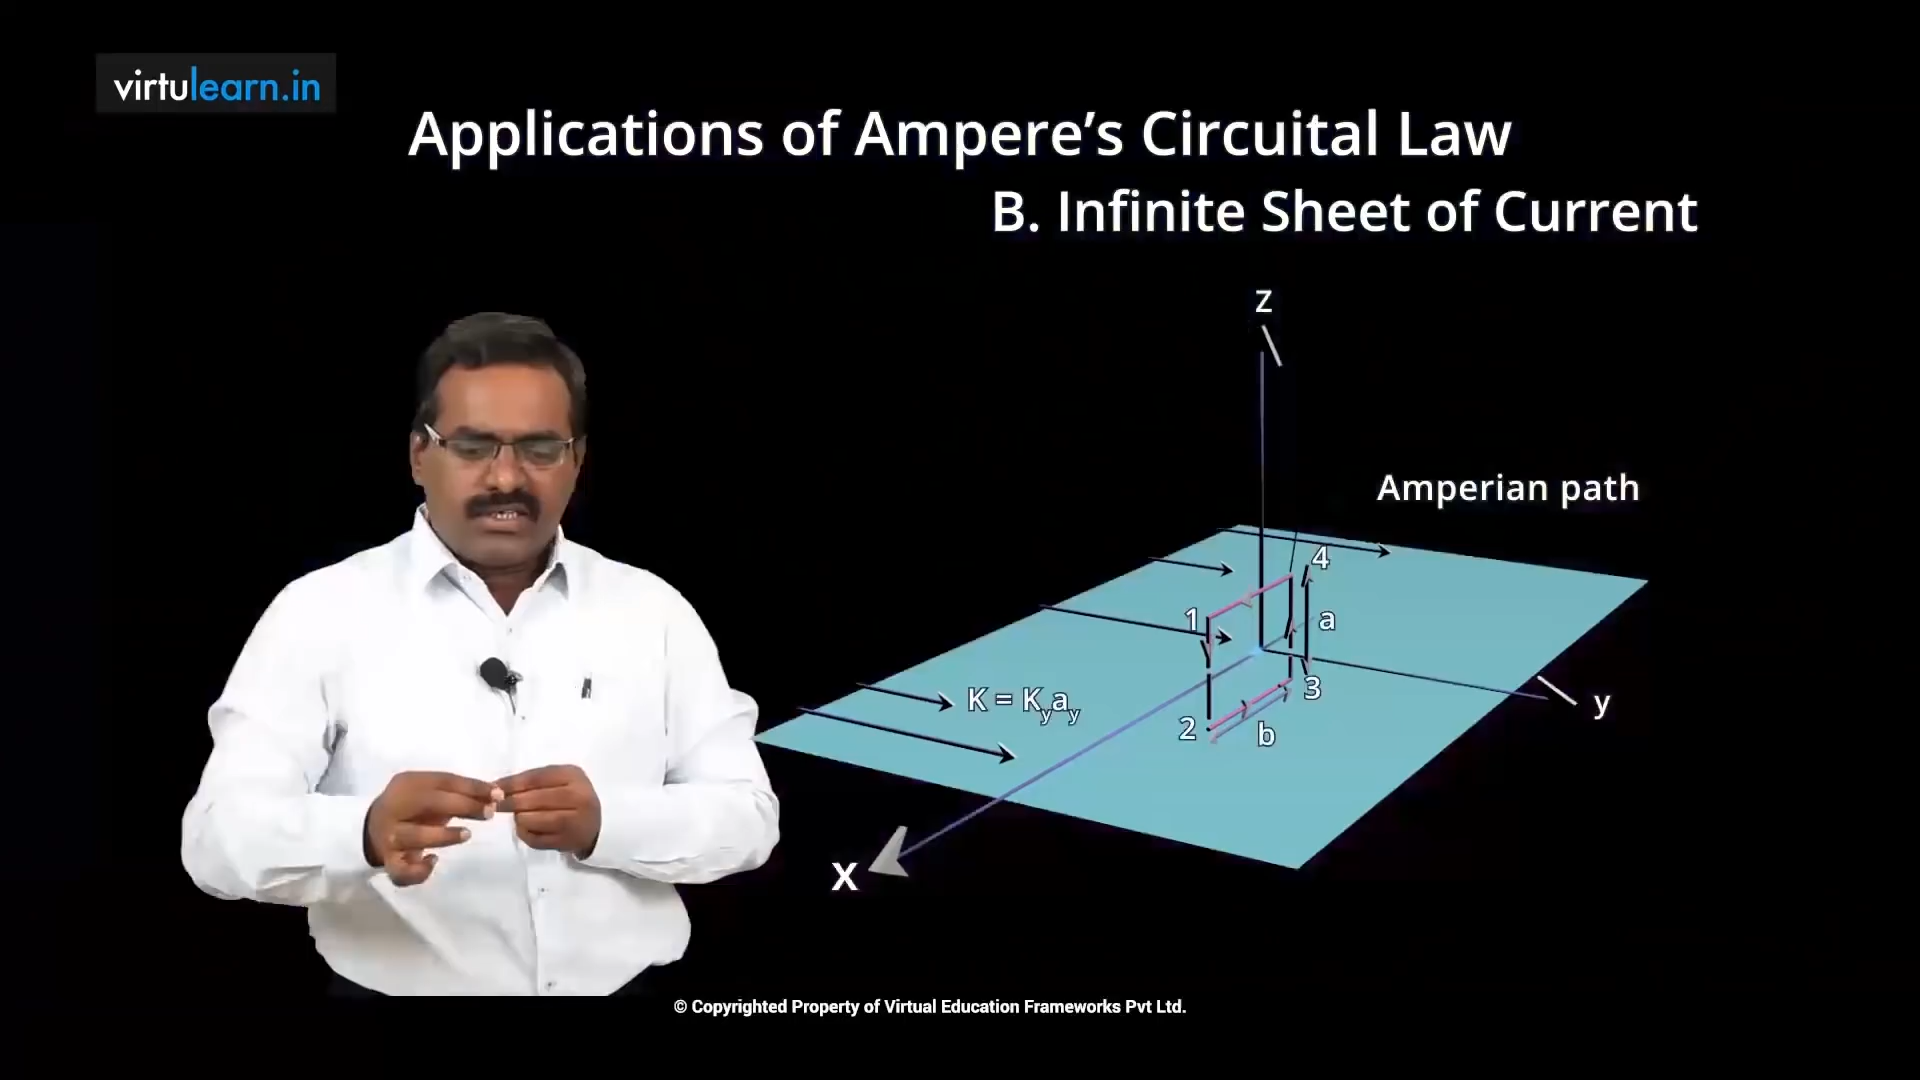 virtulearn.in
Applications of Ampere’s Circuital Law
B. Infinite Sheet of Current
z
Amperian path
4
1
a
3
K = Kyay
2
b
y
X
© Copyrighted Property of Virtual Education Frameworks Pvt Ltd.